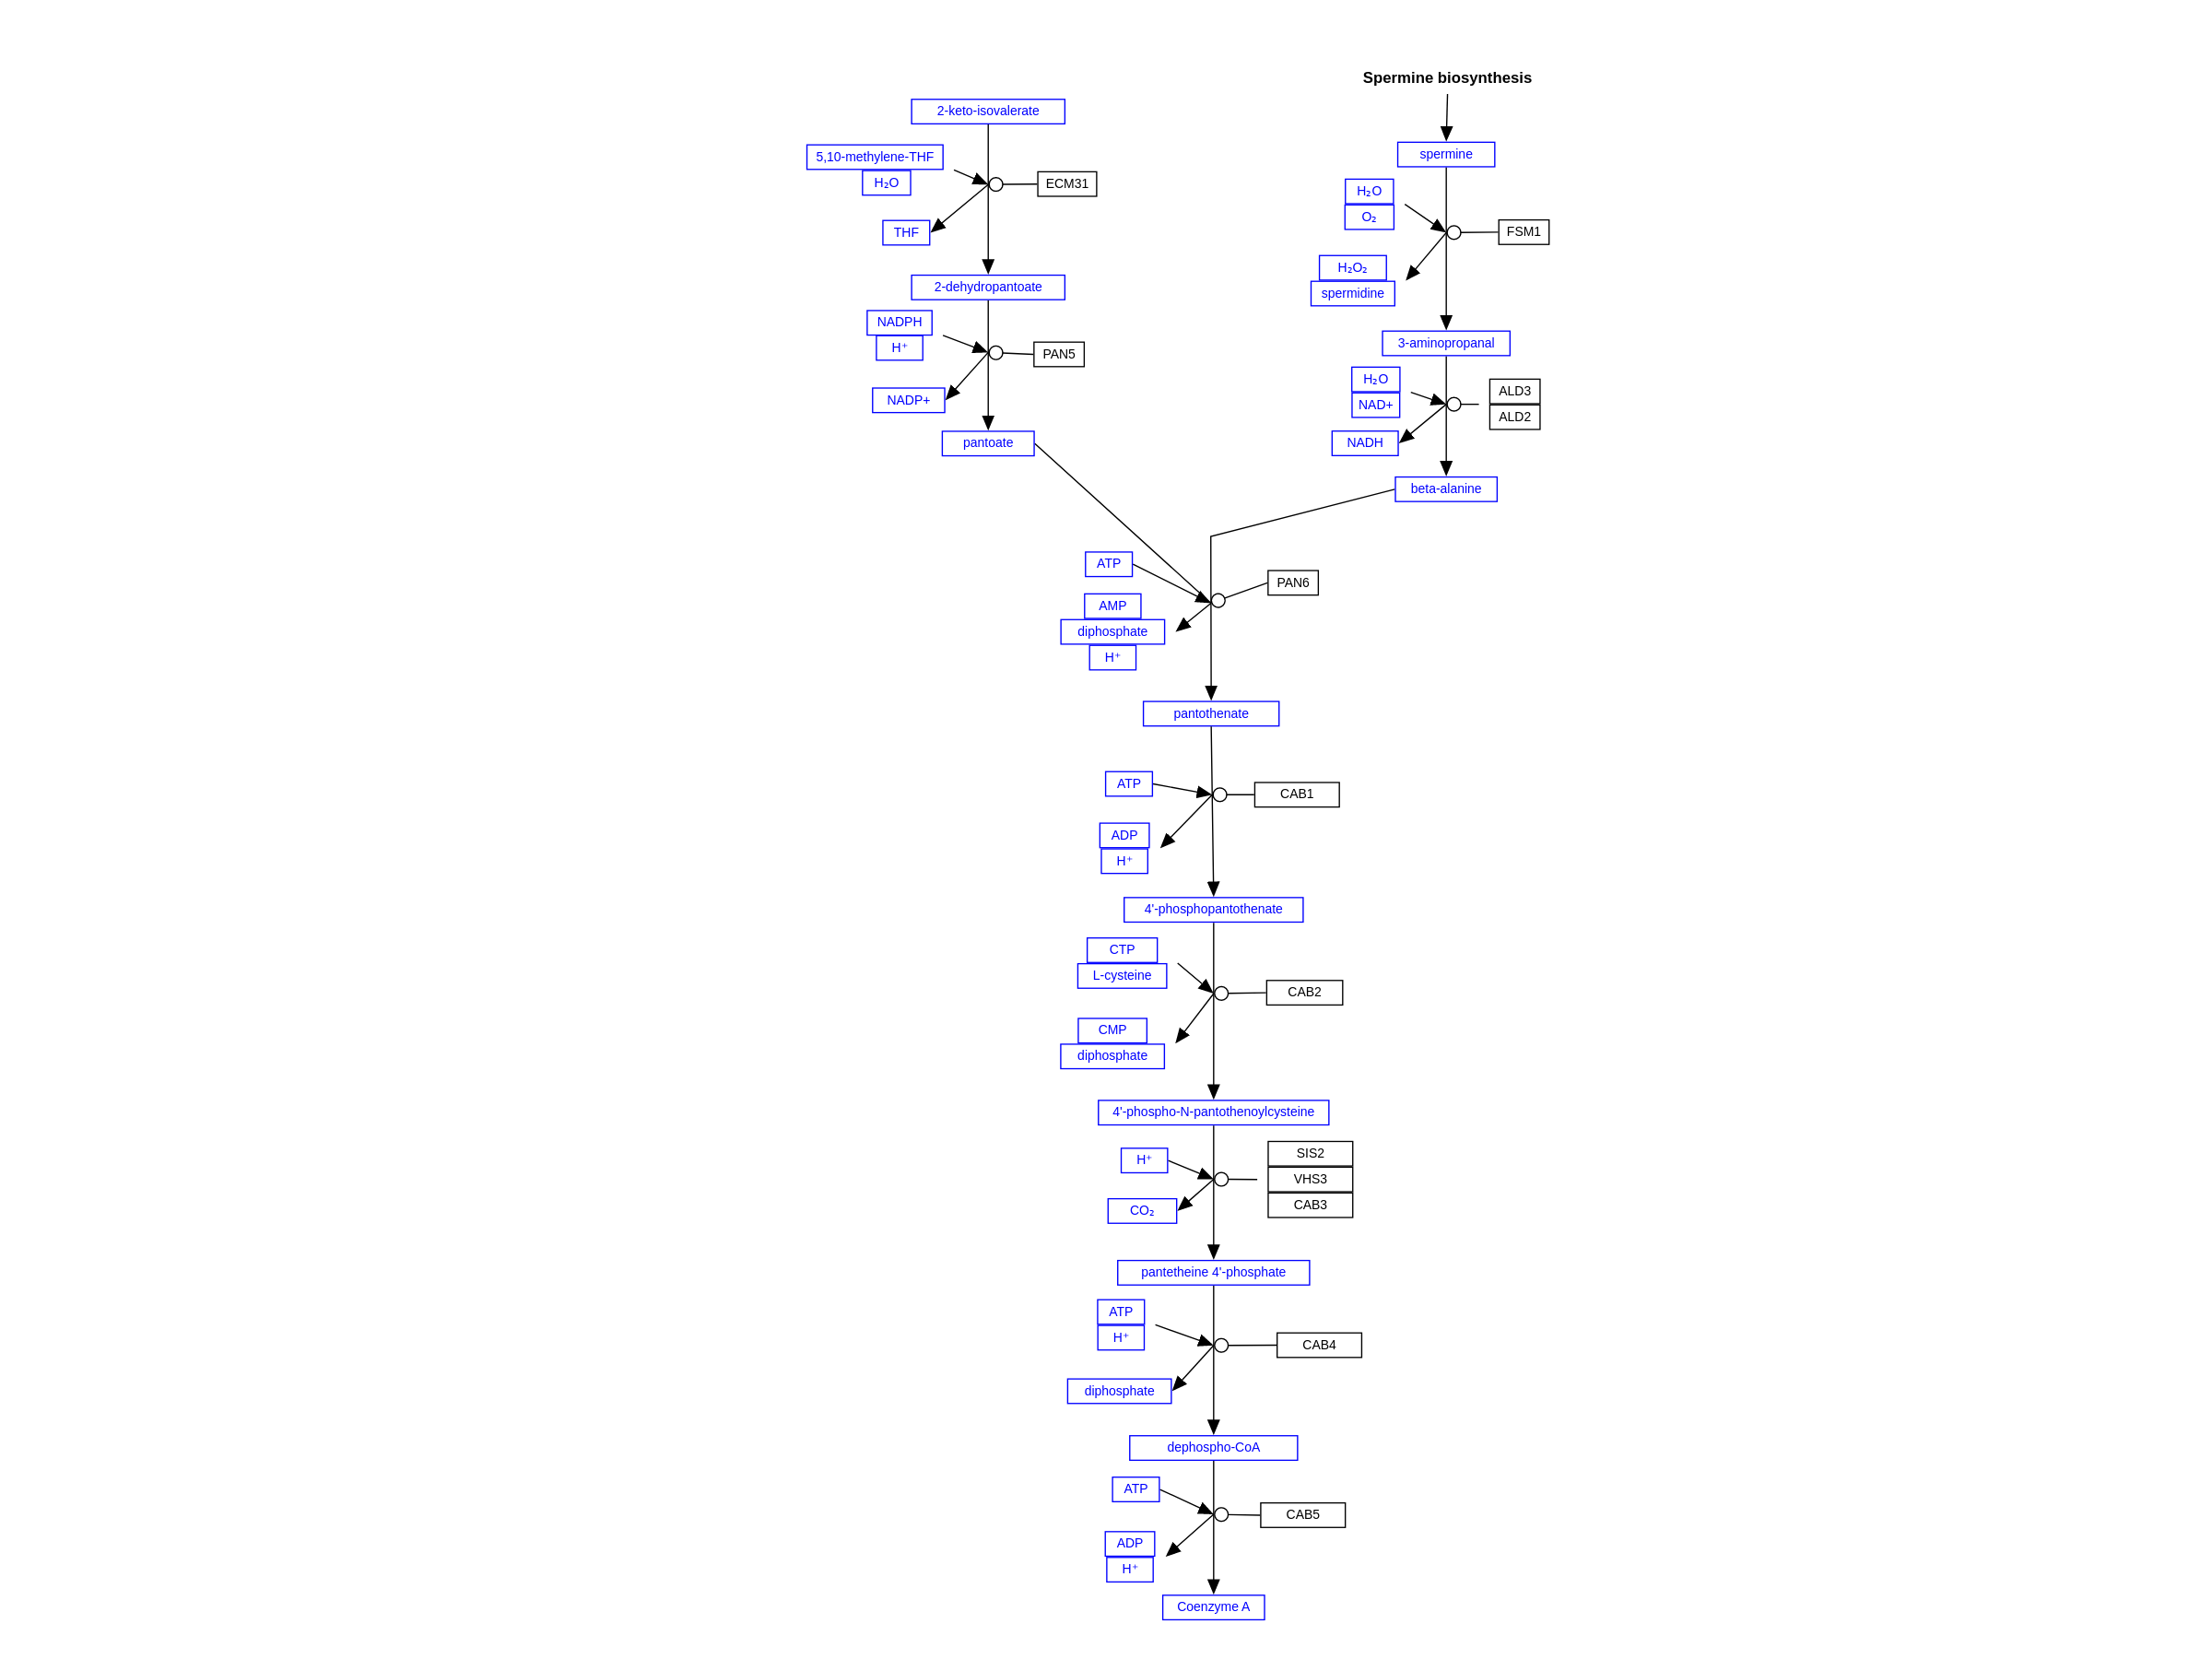 Spermine biosynthesis
2-keto-isovalerate
5,10-methylene-THF
H₂O
ECM31
THF
2-dehydropantoate
NADPH
H⁺
PAN5
NADP+
pantoate
spermine
H₂O
O₂
FSM1
H₂O₂
spermidine
3-aminopropanal
H₂O
NAD+
ALD3
ALD2
NADH
beta-alanine
ATP
PAN6
AMP
diphosphate
H⁺
pantothenate
ATP
CAB1
ADP
H⁺
4'-phosphopantothenate
CTP
L-cysteine
CAB2
CMP
diphosphate
4'-phospho-N-pantothenoylcysteine
H⁺
SIS2
VHS3
CAB3
CO₂
pantetheine 4'-phosphate
ATP
H⁺
CAB4
diphosphate
dephospho-CoA
ATP
CAB5
ADP
H⁺
Coenzyme A